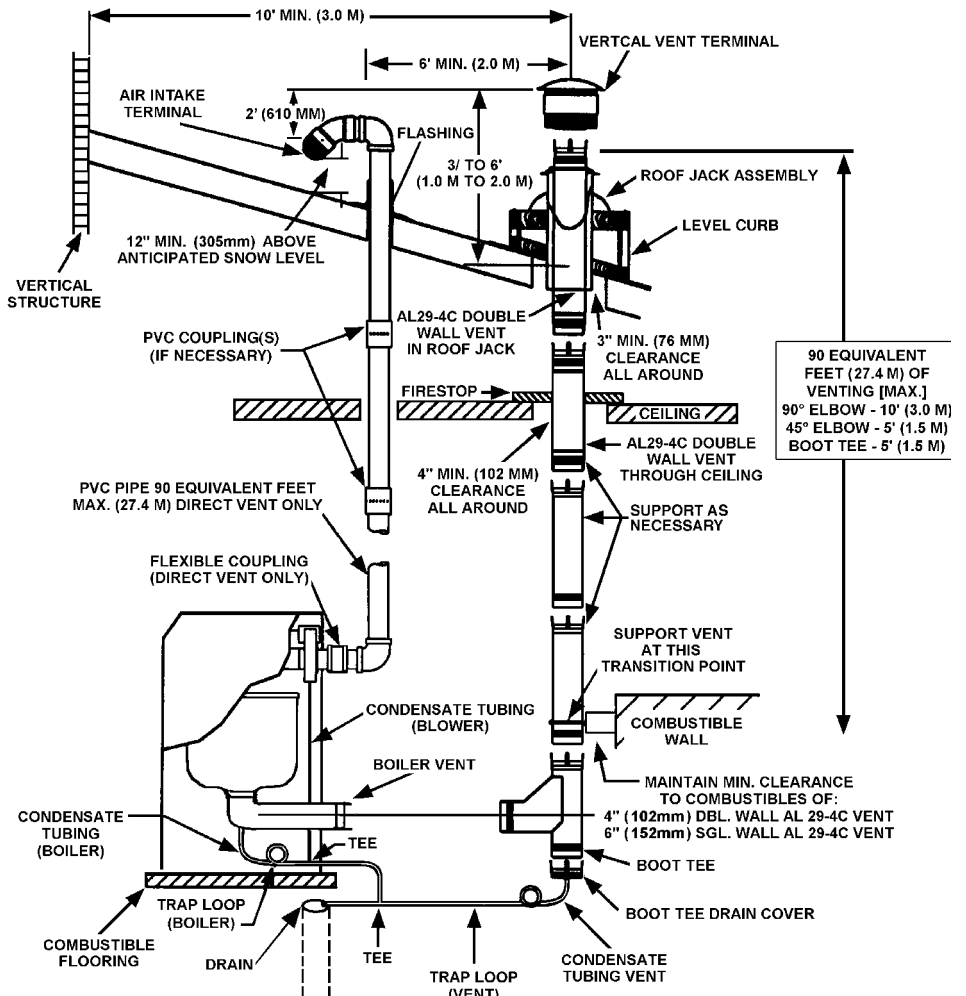 10' MIN. (3.0 M)
VERTCAL VENT TERMINAL
6' MIN. (2.0 M)
AIR INTAKE
TERMINAL
2' (610 MM)
FLASHING
3/ TO 6'
(1.0 M TO 2.0 M)
ROOF JACK ASSEMBLY
LEVEL CURB
12" MIN. (305mm) ABOVE
ANTICIPATED SNOW LEVEL
VERTICAL
STRUCTURE
AL29-4C DOUBLE
WALL VENT
IN ROOF JACK
3" MIN. (76 MM)
CLEARANCE
ALL AROUND
PVC COUPLING(S)
(IF NECESSARY)
90 EQUIVALENT
FEET (27.4 M) OF
VENTING [MAX.]
90° ELBOW - 10' (3.0 M)
45° ELBOW - 5' (1.5 M)
BOOT TEE - 5' (1.5 M)
FIRESTOP
CEILING
4" MIN. (102 MM)
CLEARANCE
ALL AROUND
AL29-4C DOUBLE
WALL VENT
THROUGH CEILING
PVC PIPE 90 EQUIVALENT FEET
MAX. (27.4 M) DIRECT VENT ONLY
SUPPORT AS
NECESSARY
FLEXIBLE COUPLING
(DIRECT VENT ONLY)
SUPPORT VENT
AT THIS
TRANSITION POINT
CONDENSATE TUBING
(BLOWER)
COMBUSTIBLE
WALL
BOILER VENT
MAINTAIN MIN. CLEARANCE
TO COMBUSTIBLES OF:
4" (102mm) DBL. WALL AL 29-4C VENT
6" (152mm) SGL. WALL AL 29-4C VENT
CONDENSATE
TUBING
(BOILER)
TEE
BOOT TEE
TRAP LOOP
(BOILER)
BOOT TEE DRAIN COVER
COMBUSTIBLE
FLOORING
DRAIN
TEE
CONDENSATE
TUBING VENT
TRAP LOOP
(VENT)